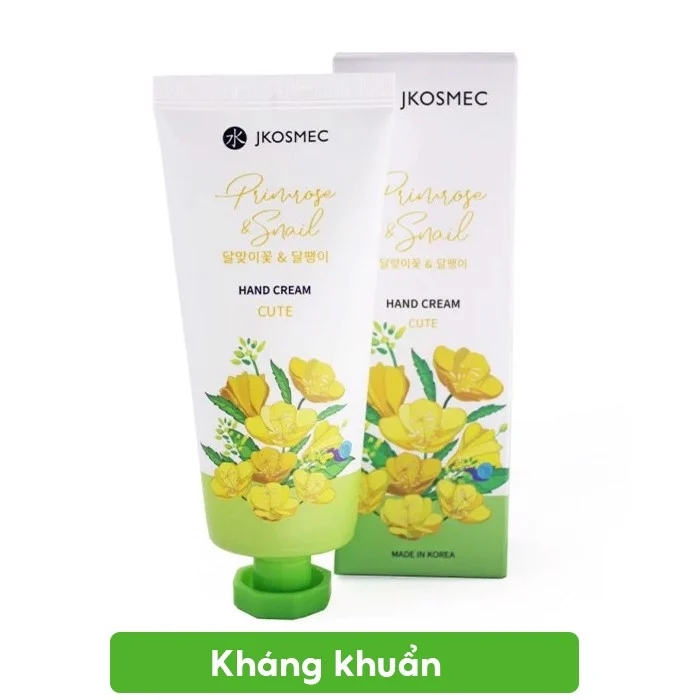 水 JKOSMEC
Primrose
& Snail
달맞이꽃 & 달팽이
HAND CREAM
CUTE
JKOSMEC
Primrose
& Snail
달맞이꽃 & 달팽이
HAND CREAM
CUTE
MADE IN KOREA
Kháng khuẩn